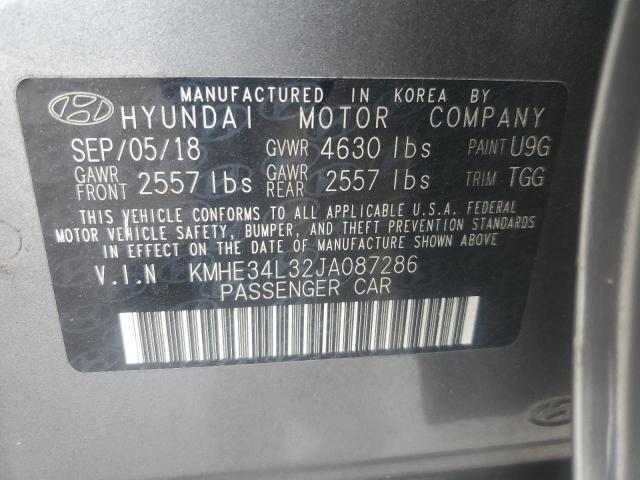 MANUFACTURED IN KOREA BY
HYUNDAI MOTOR COMPANY
SEP/05/18 GVWR 4630 lbs PAINT U9G
GAWR FRONT 2557 lbs GAWR REAR 2557 lbs TRIM TGG
THIS VEHICLE CONFORMS TO ALL APPLICABLE U.S.A. FEDERAL
MOTOR VEHICLE SAFETY, BUMPER, AND THEFT PREVENTION STANDARDS
IN EFFECT ON THE DATE OF MANUFACTURE SHOWN ABOVE
V.I.N KMHE34L32JA087286
PASSENGER CAR